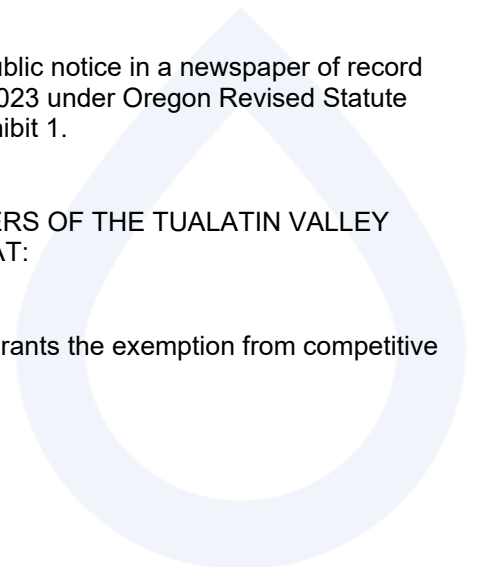 ublic notice in a newspaper of record
023 under Oregon Revised Statute
ibit 1.
ERS OF THE TUALATIN VALLEY
AT:
rants the exemption from competitive